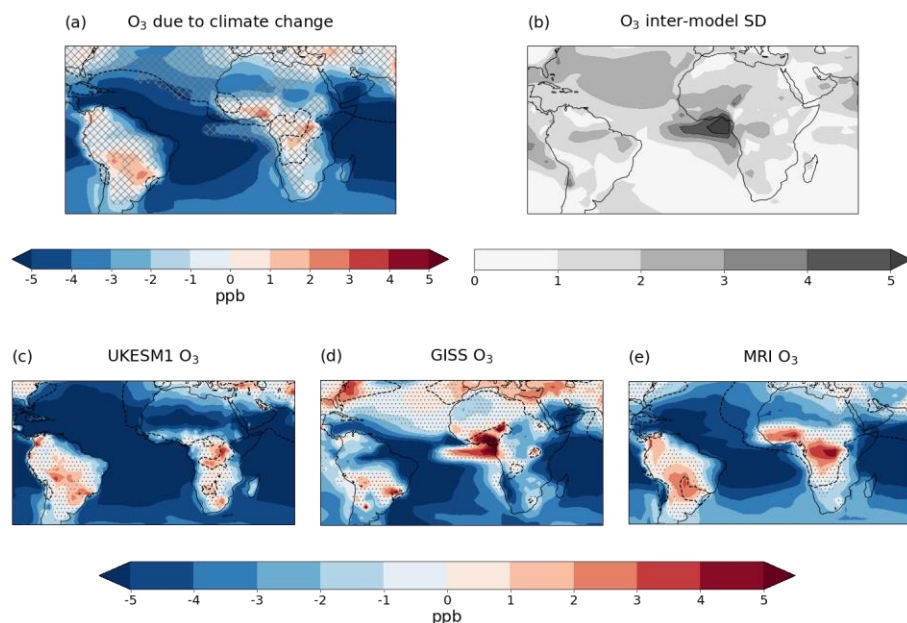 (a) O₃ due to climate change
(b) O₃ inter-model SD
-5 -4 -3 -2 -1 0 1 2 3 4 5
ppb
0 1 2 3 4 5
(c) UKESM1 O₃
(d) GISS O₃
(e) MRI O₃
-5 -4 -3 -2 -1 0 1 2 3 4 5
ppb